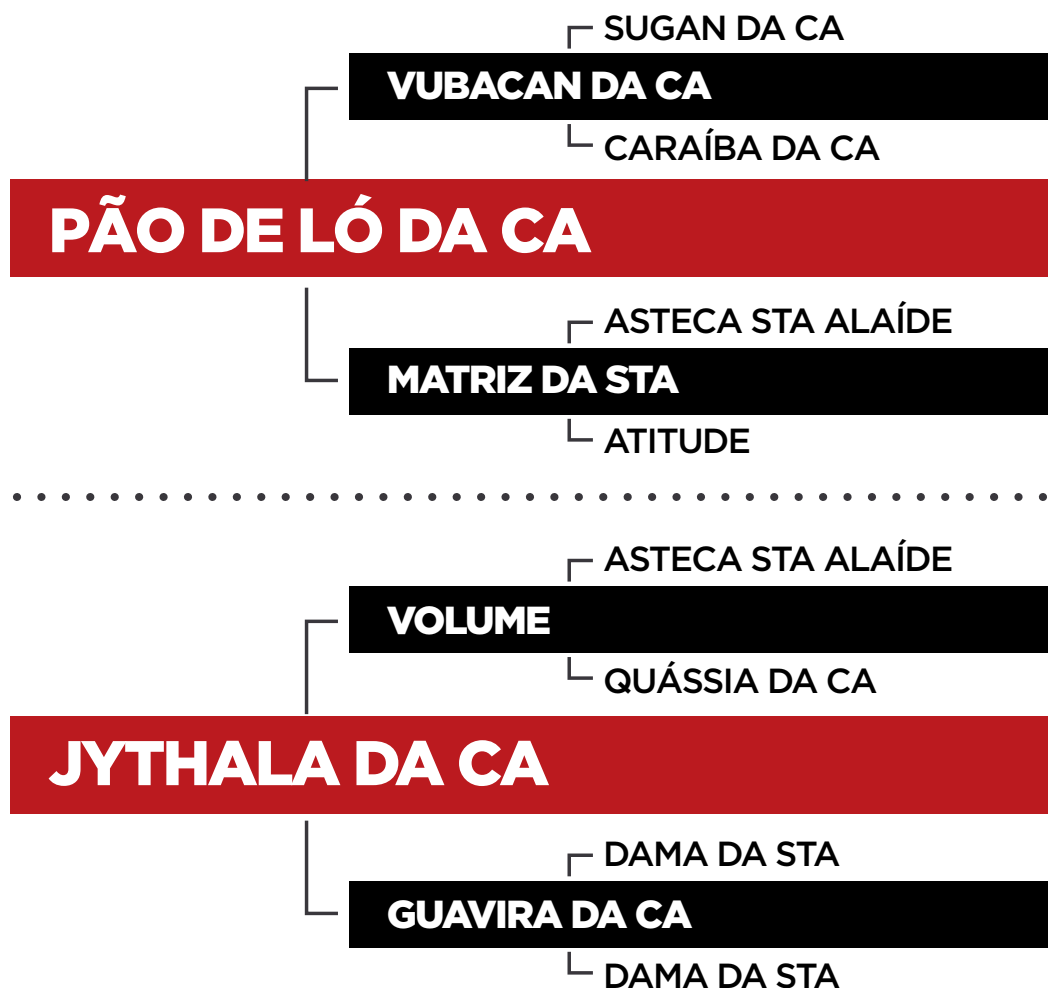 SUGAN DA CA
VUBACAN DA CA
CARAÍBA DA CA
PÃO DE LÓ DA CA
ASTECA STA ALAÍDE
MATRIZ DA STA
ATITUDE
ASTECA STA ALAÍDE
VOLUME
QUÁSSIA DA CA
JYTHALA DA CA
DAMA DA STA
GUAVIRA DA CA
DAMA DA STA